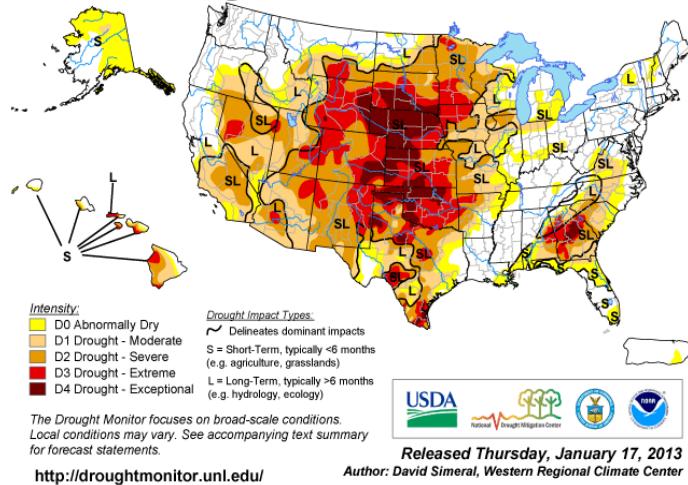 S
L
S
L
SL
L
SL
L
SL
L
SL
SL
L
SL
L
SL
SL
L
SL
L
SL
SL
L
L
SL
SL
L
S
S
S
S
S
Intensity:
D0 Abnormally Dry
D1 Drought - Moderate
D2 Drought - Severe
D3 Drought - Extreme
D4 Drought - Exceptional
Drought Impact Types:
Delineates dominant impacts
S = Short-Term, typically <6 months
(e.g. agriculture, grasslands)
L = Long-Term, typically >6 months
(e.g. hydrology, ecology)
The Drought Monitor focuses on broad-scale conditions.
Local conditions may vary. See accompanying text summary
for forecast statements.
http://droughtmonitor.unl.edu/
USDA
National Drought Mitigation Center
NOAA
Released Thursday, January 17, 2013
Author: David Simeral, Western Regional Climate Center